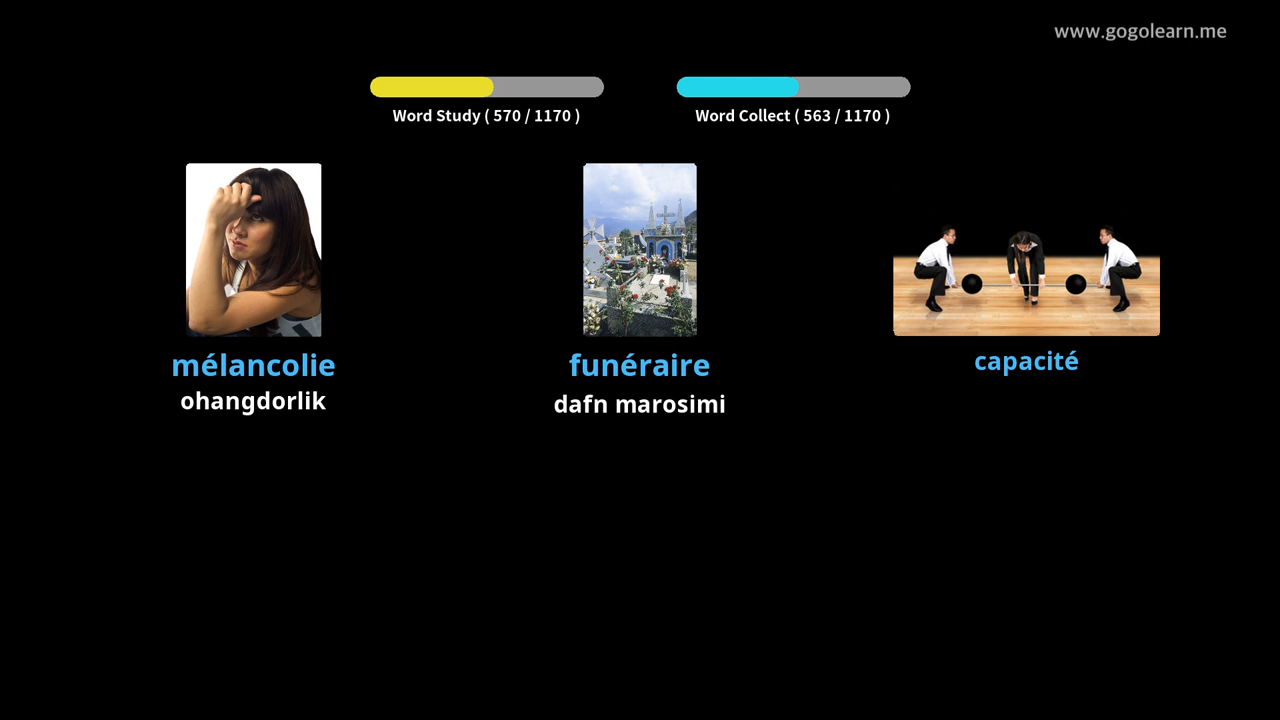 www.gogolearn.me
Word Study ( 570 / 1170 )
Word Collect ( 563 / 1170 )
mélancolie
ohangdorlik
funéraire
dafn marosimi
capacité